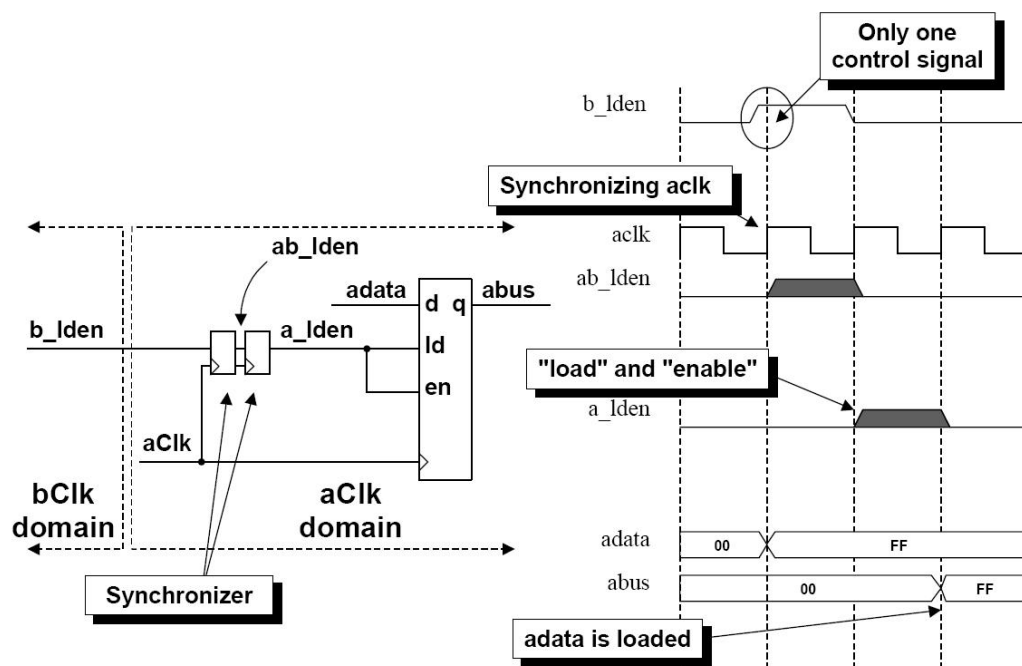 Only one
control signal
b_lden
Synchronizing aclk
aclk
ab_lden
ab_lden
adata
d q
abus
b_lden
a_lden
ld
en
"load" and "enable"
a_lden
aClk
bClk
domain
aClk
domain
adata
00
FF
abus
00
FF
Synchronizer
adata is loaded